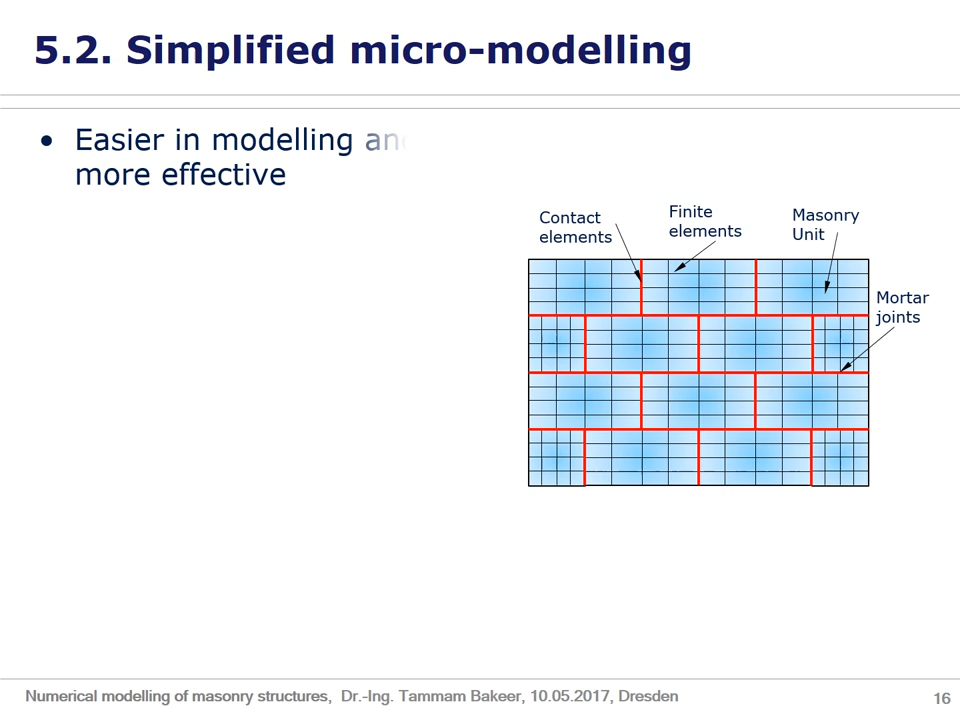 5.2. Simplified micro-modelling
• Easier in modelling and
more effective
Contact
elements
Finite
elements
Masonry
Unit
Mortar
joints
Numerical modelling of masonry structures, Dr.-Ing. Tammam Bakeer, 10.05.2017, Dresden
16